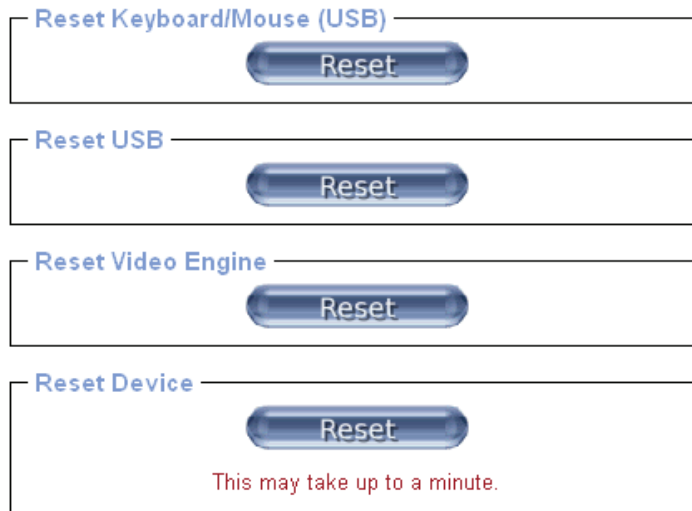 Reset Keyboard/Mouse (USB)
Reset
Reset USB
Reset
Reset Video Engine
Reset
Reset Device
Reset
This may take up to a minute.